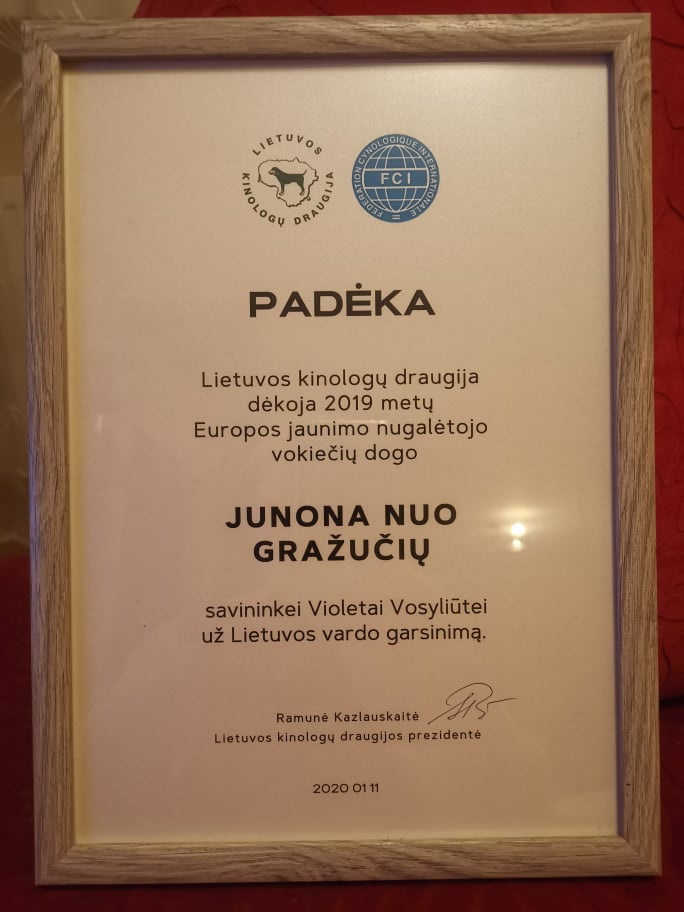 LIETUVOS
KINOLOGŲ DRAUGIJA
FEDERATION CYNOLOGIQUE INTERNATIONALE
FCI
PADĖKA
Lietuvos kinologų draugija
dėkoja 2019 metų
Europos jaunimo nugalėtojo
vokiečių dogo
JUNONA NUO
GRAŽUČIŲ
savininkei Violetai Vosyliūtei
už Lietuvos vardo garsinimą.
Ramunė Kazlauskaitė
Lietuvos kinologų draugijos prezidentė
2020 01 11